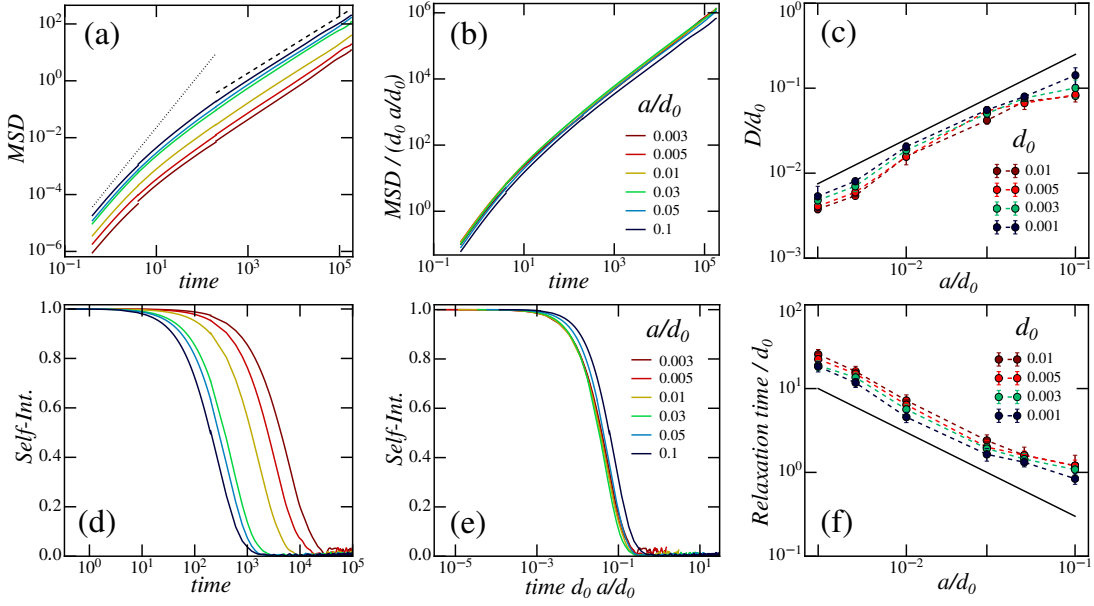 (a)
MSD
10^2
10^0
10^-2
10^-4
10^-6
10^-1 10^1 10^3 10^5
time
(b)
MSD / (d_0 a/d_0)
10^6
10^4
10^2
10^0
a/d_0
0.003
0.005
0.01
0.03
0.05
0.1
10^-1 10^1 10^3 10^5
time
(c)
D/d_0
10^0
10^-1
10^-2
10^-3
d_0
0.01
0.005
0.003
0.001
10^-2 10^-1
a/d_0
(d)
Self-Int.
1.0
0.8
0.6
0.4
0.2
0.0
10^0 10^1 10^2 10^3 10^4 10^5
time
(e)
Self-Int.
1.0
0.8
0.6
0.4
0.2
0.0
a/d_0
0.003
0.005
0.01
0.03
0.05
0.1
10^-5 10^-3 10^-1 10^1
time d_0 a/d_0
(f)
Relaxation time / d_0
10^2
10^1
10^0
10^-1
d_0
0.01
0.005
0.003
0.001
10^-2 10^-1
a/d_0